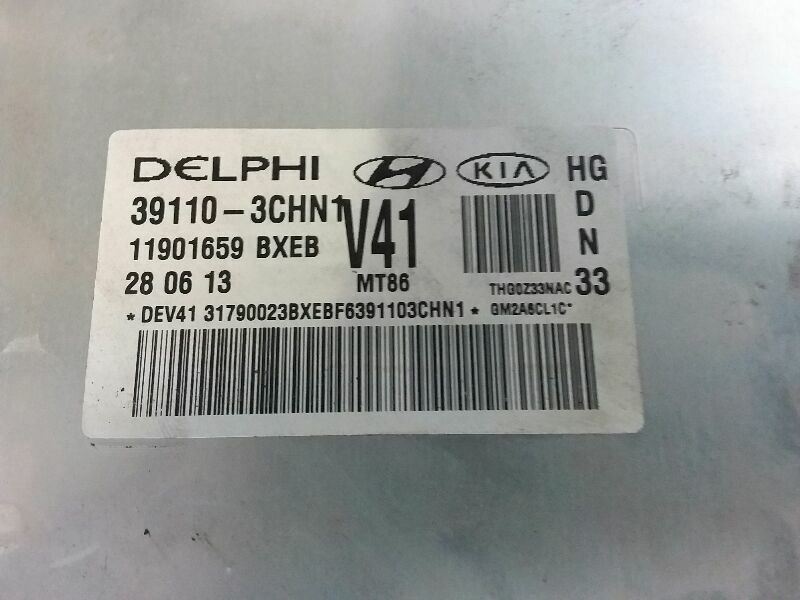 DELPHI KIA HG
39110-3CHN1 V41 D
11901659 BXEB N
28 06 13 MT86 THG0Z33NAC 33
* DEV41 31790023BXEBF6391103CHN1 * GM2A6CL1C*